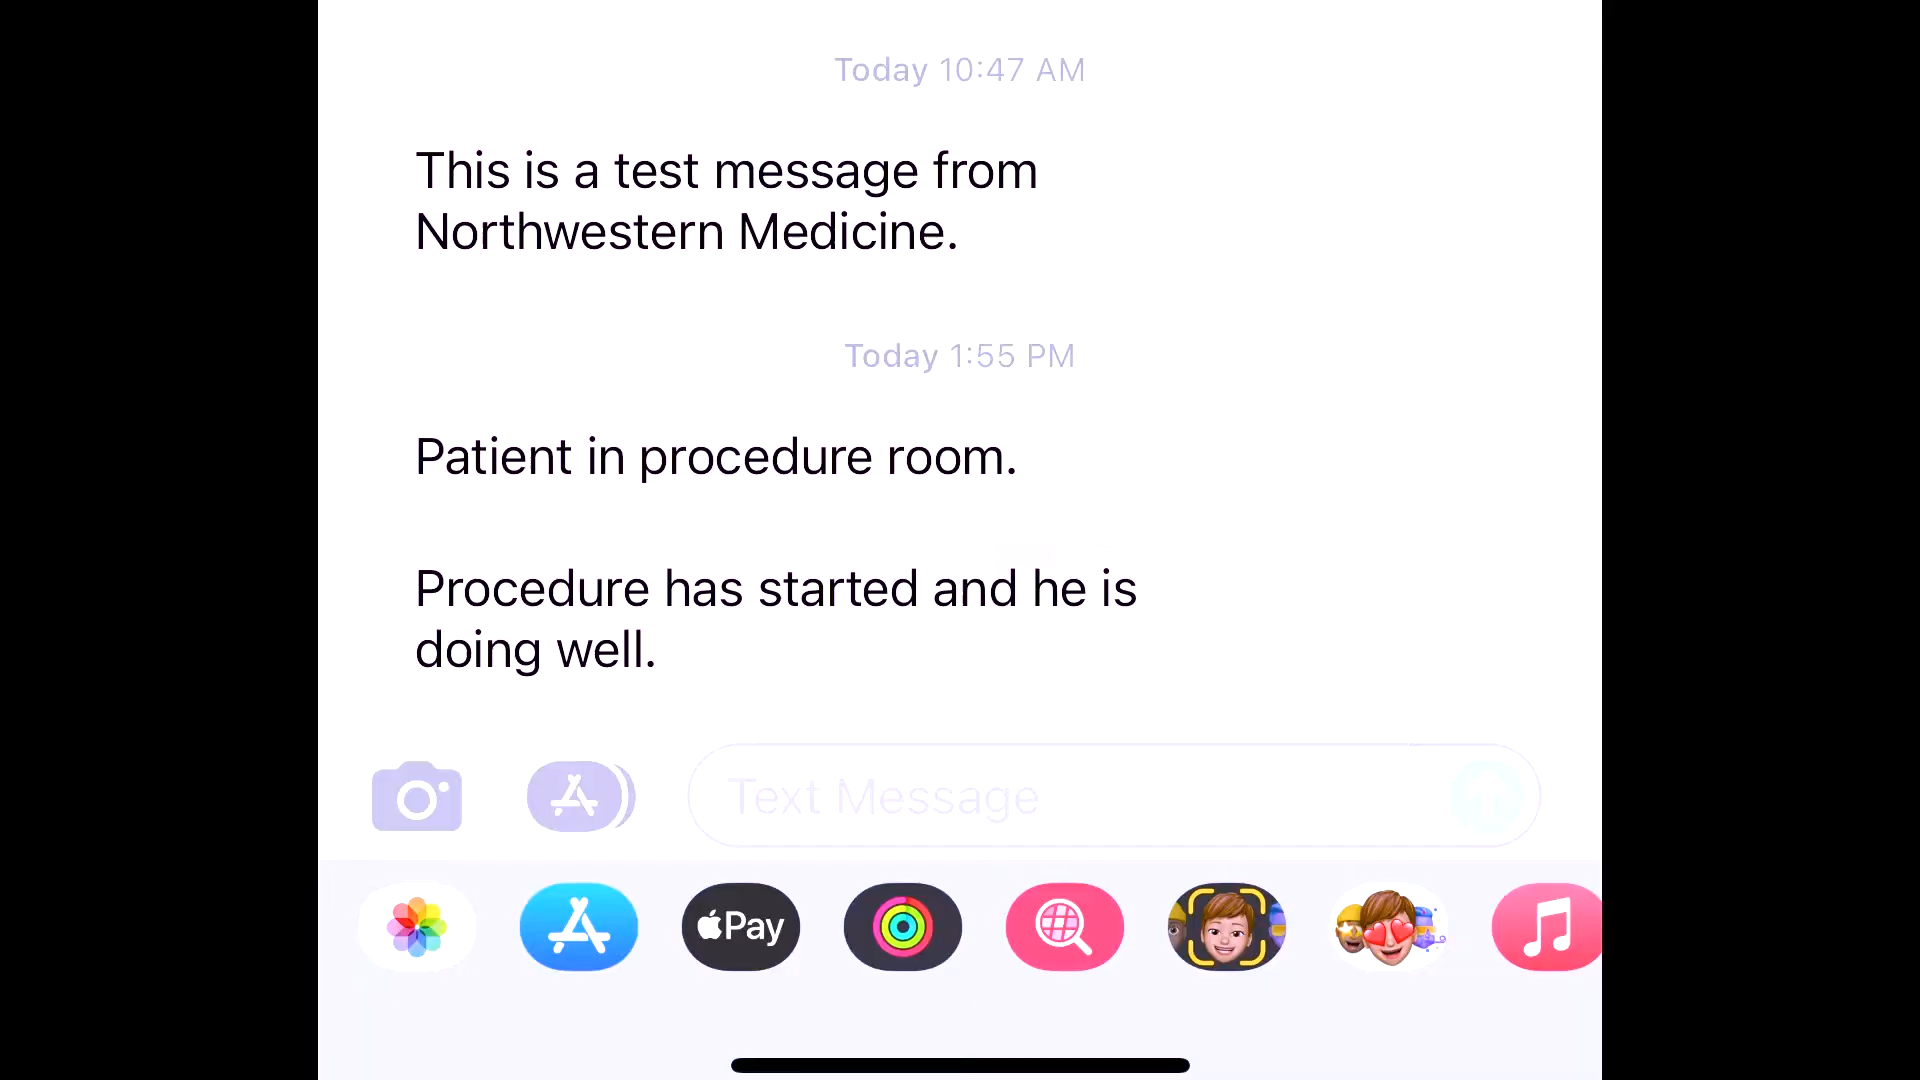 Today 10:47 AM
This is a test message from
Northwestern Medicine.
Today 1:55 PM
Patient in procedure room.
Procedure has started and he is
doing well.
Text Message
Pay